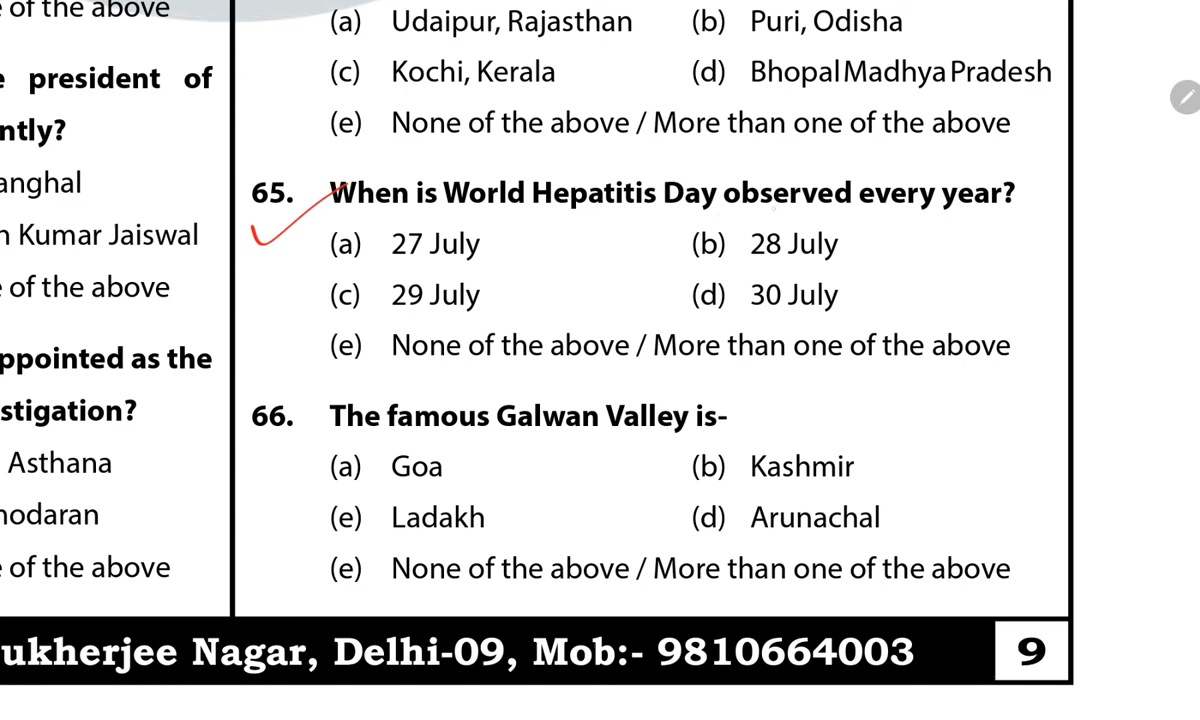 of the above
president of
ntly?
anghal
n Kumar Jaiswal
of the above
ppointed as the
stigation?
Asthana
nodaran
of the above
(a) Udaipur, Rajasthan (b) Puri, Odisha
(c) Kochi, Kerala (d) Bhopal Madhya Pradesh
(e) None of the above / More than one of the above
65. When is World Hepatitis Day observed every year?
(a) 27 July (b) 28 July
(c) 29 July (d) 30 July
(e) None of the above / More than one of the above
66. The famous Galwan Valley is-
(a) Goa (b) Kashmir
(e) Ladakh (d) Arunachal
(e) None of the above / More than one of the above
ukherjee Nagar, Delhi-09, Mob:- 9810664003 9